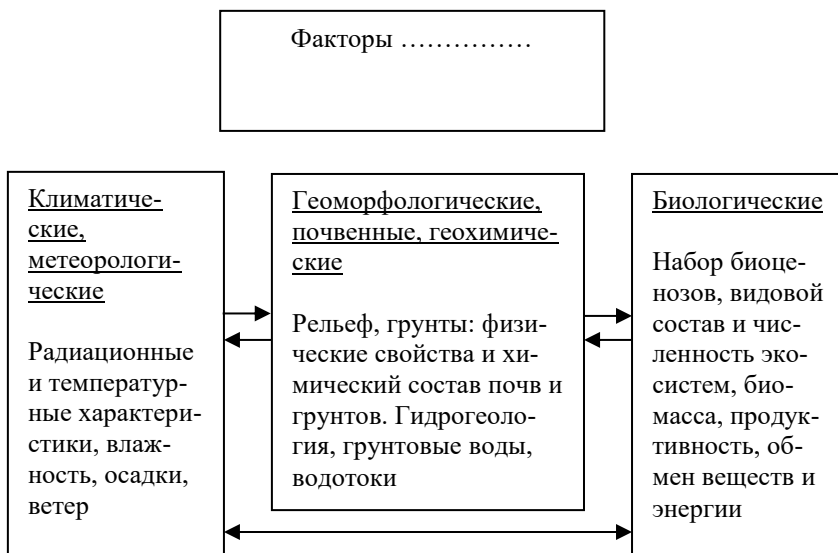 Факторы ……………
Климатиче-
ские,
метеорологи-
ческие
Радиационные
и температур-
ные характери-
стики, влаж-
ность, осадки,
ветер
Геоморфологические,
почвенные, геохимиче-
ские
Рельеф, грунты: физи-
ческие свойства и хи-
мический состав почв и
грунтов. Гидрогеоло-
гия, грунтовые воды,
водотоки
Биологические
Набор биоце-
нозов, видовой
состав и чис-
ленность эко-
систем, био-
масса, продук-
тивность, об-
мен веществ и
энергии